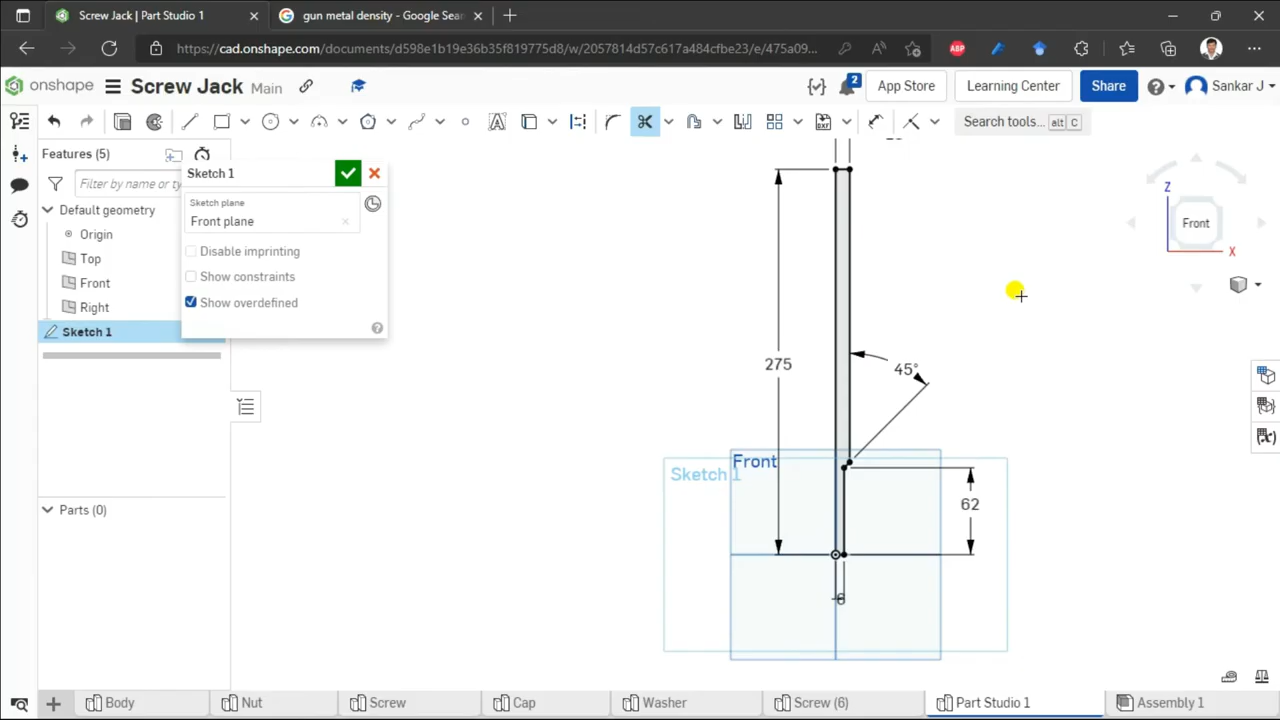 Screw Jack | Part Studio 1
gun metal density - Google Sear
https://cad.onshape.com/documents/d598e1b19e36b35f819775d8/w/2057814d57c617a484cfbe23/e/475a09...
ABP
onshape
Screw Jack Main
2
App Store
Learning Center
Share
Sankar J
Search tools... alt C
Features (5)
Filter by name or ty
Default geometry
Origin
Top
Front
Right
Sketch 1
Parts (0)
Sketch 1
Sketch plane
Front plane
Disable imprinting
Show constraints
Show overdefined
275
45°
62
6
Front
Sketch 1
Z
Front
X
Body
Nut
Screw
Cap
Washer
Screw (6)
Part Studio 1
Assembly 1